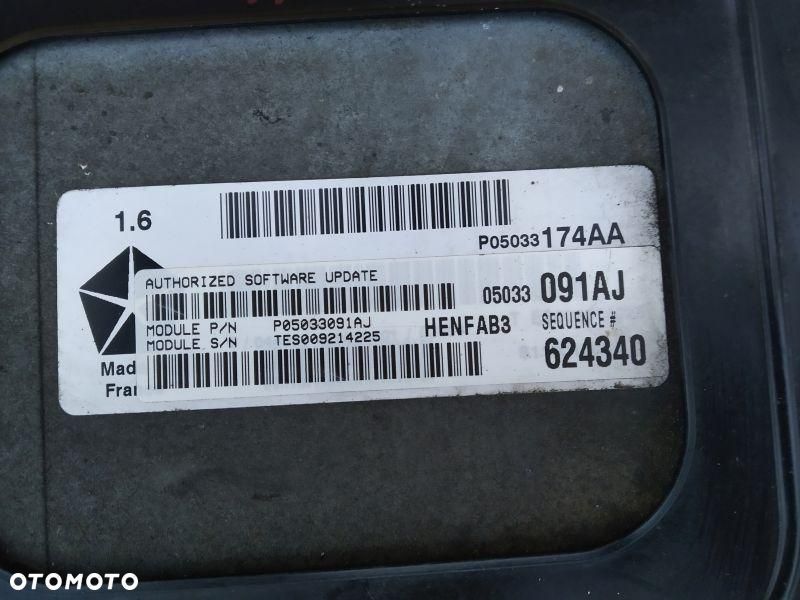 1.6
P05033174AA
AUTHORIZED SOFTWARE UPDATE
05033 091AJ
MODULE P/N P05033091AJ
MODULE S/N TES009214225
HENFAB3 SEQUENCE #
624340
Mad
Fra
OTOMOTO